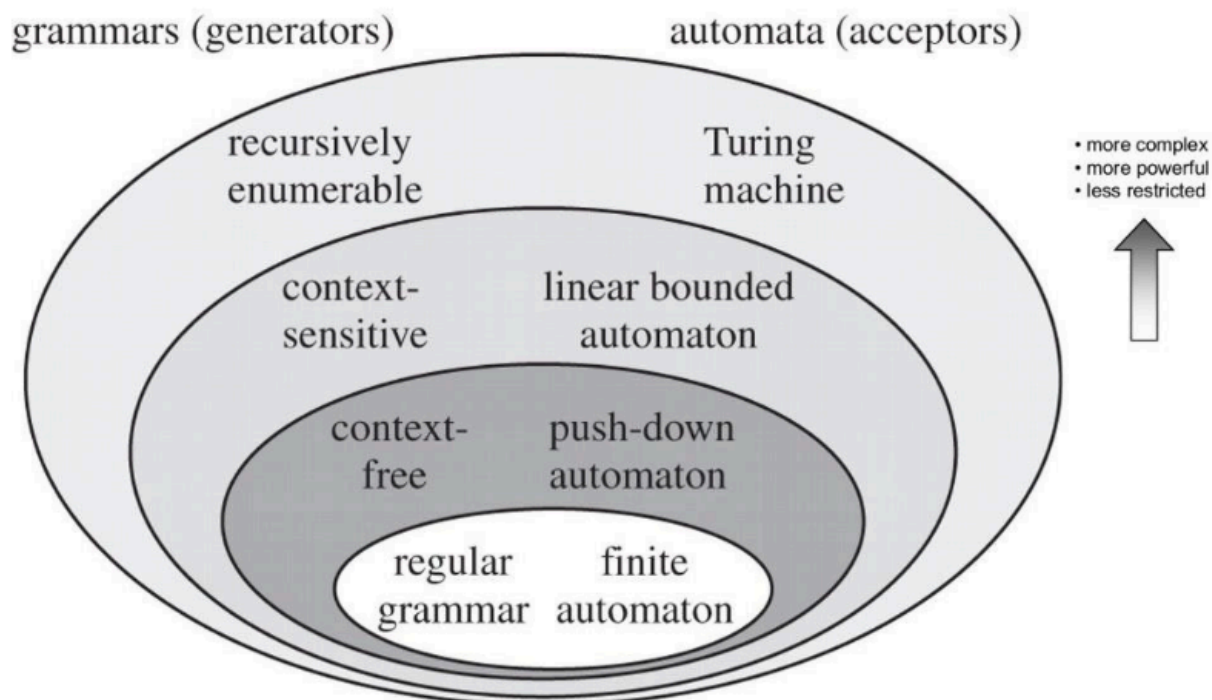 grammars (generators)
automata (acceptors)
recursively
enumerable
Turing
machine
• more complex
• more powerful
• less restricted
context-
sensitive
linear bounded
automaton
context-
free
push-down
automaton
regular
grammar
finite
automaton